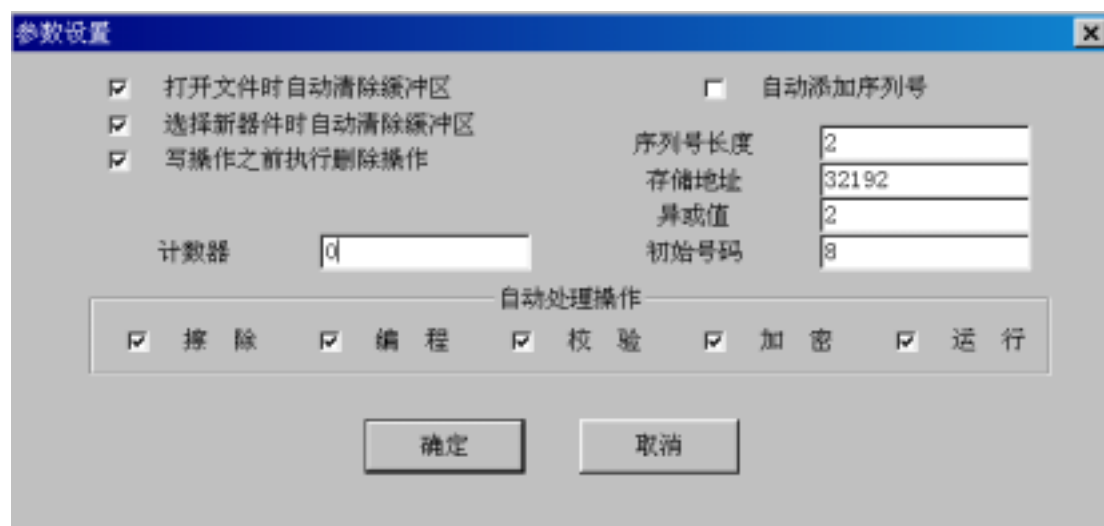 参数设置
打开文件时自动清除缓冲区
自动添加序列号
选择新器件时自动清除缓冲区
写操作之前执行删除操作
序列号长度 2
存储地址 32192
异或值 2
计数器 0
初始号码 8
自动处理操作
擦 除 编 程 校 验 加 密 运 行
确定 取消